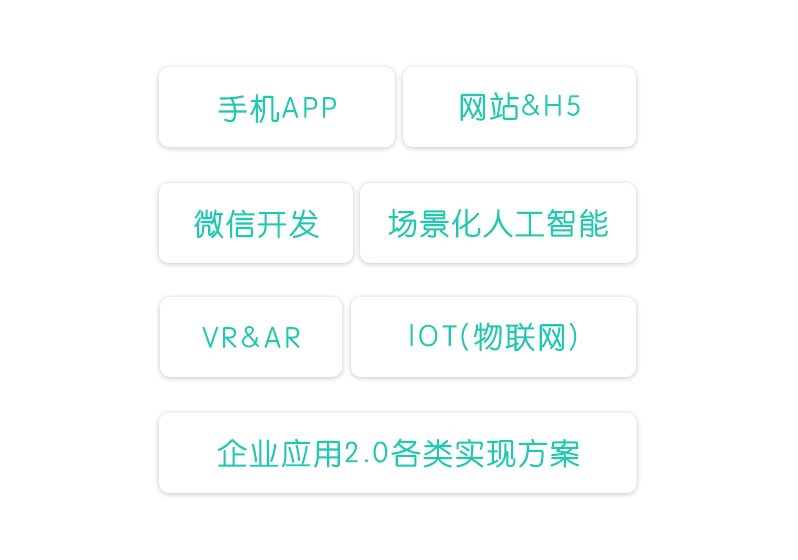 手机APP
网站&H5
微信开发
场景化人工智能
VR&AR
IOT(物联网)
企业应用2.0各类实现方案